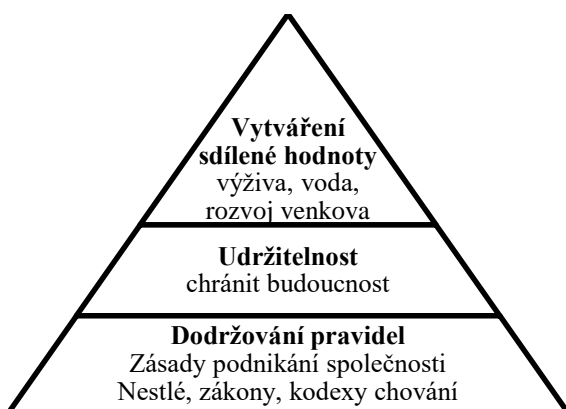 Vytváření
sdílené hodnoty
výživa, voda,
rozvoj venkova
Udržitelnost
chránit budoucnost
Dodržování pravidel
Zásady podnikání společnosti
Nestlé, zákony, kodexy chování